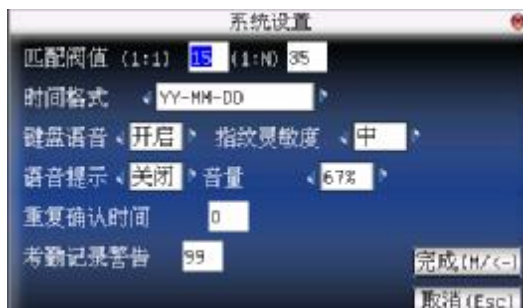 系统设置
匹配阀值 (1:1) 15 (1:N) 35
时间格式 YY-MM-DD
键盘语音 开启 指纹灵敏度 中
语音提示 关闭 音量 67%
重复确认时间 0
考勤记录警告 99
完成(M/<-)
取消(Esc)